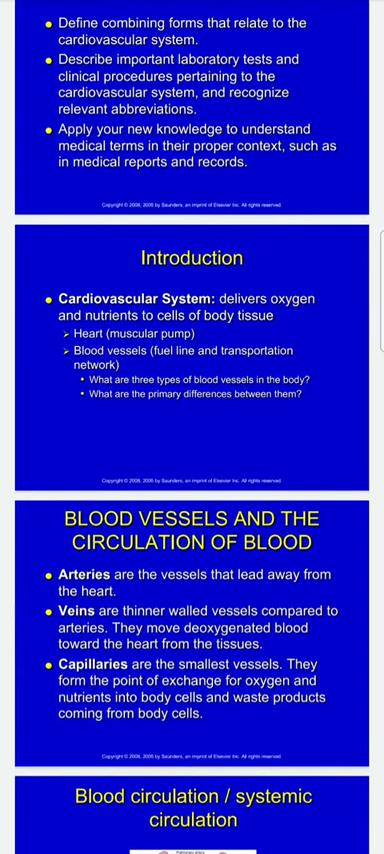 Define combining forms that relate to the
cardiovascular system.
Describe important laboratory tests and
clinical procedures pertaining to the
cardiovascular system, and recognize
relevant abbreviations.
Apply your new knowledge to understand
medical terms in their proper context, such as
in medical reports and records.
Copyright © 2008, 2005 by Saunders, an imprint of Elsevier Inc. All rights reserved.
Introduction
Cardiovascular System: delivers oxygen
and nutrients to cells of body tissue
Heart (muscular pump)
Blood vessels (fuel line and transportation
network)
What are three types of blood vessels in the body?
What are the primary differences between them?
Copyright © 2008, 2005 by Saunders, an imprint of Elsevier Inc. All rights reserved.
BLOOD VESSELS AND THE
CIRCULATION OF BLOOD
Arteries are the vessels that lead away from
the heart.
Veins are thinner walled vessels compared to
arteries. They move deoxygenated blood
toward the heart from the tissues.
Capillaries are the smallest vessels. They
form the point of exchange for oxygen and
nutrients into body cells and waste products
coming from body cells.
Copyright © 2008, 2005 by Saunders, an imprint of Elsevier Inc. All rights reserved.
Blood circulation / systemic
circulation
Pulmonary artery